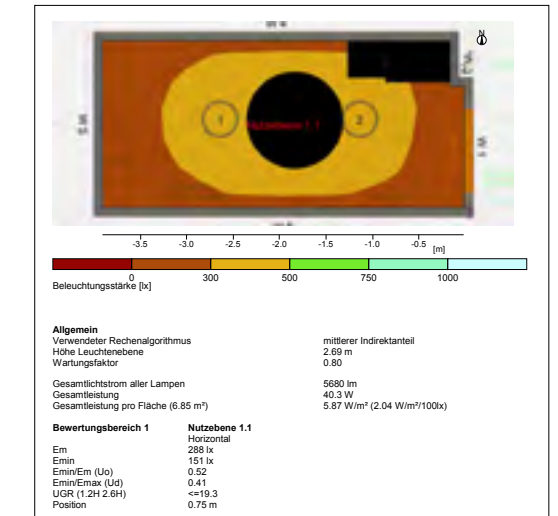 N
W 5
1
Nutzebene 1.1
2
W 1
-3.5 -3.0 -2.5 -2.0 -1.5 -1.0 -0.5 [m]
0 300 500 750 1000
Beleuchtungsstärke [lx]
Allgemein
Verwendeter Rechenalgorithmus mittlerer Indirektanteil
Höhe Leuchtenebene 2.69 m
Wartungsfaktor 0.80
Gesamtlichtstrom aller Lampen 5680 lm
Gesamtleistung 40.3 W
Gesamtleistung pro Fläche (6.85 m²) 5.87 W/m² (2.04 W/m²/100lx)
Bewertungsbereich 1 Nutzebene 1.1
Horizontal
Em 288 lx
Emin 151 lx
Emin/Em (Uo) 0.52
Emin/Emax (Ud) 0.41
UGR (1.2H 2.6H) <=19.3
Position 0.75 m